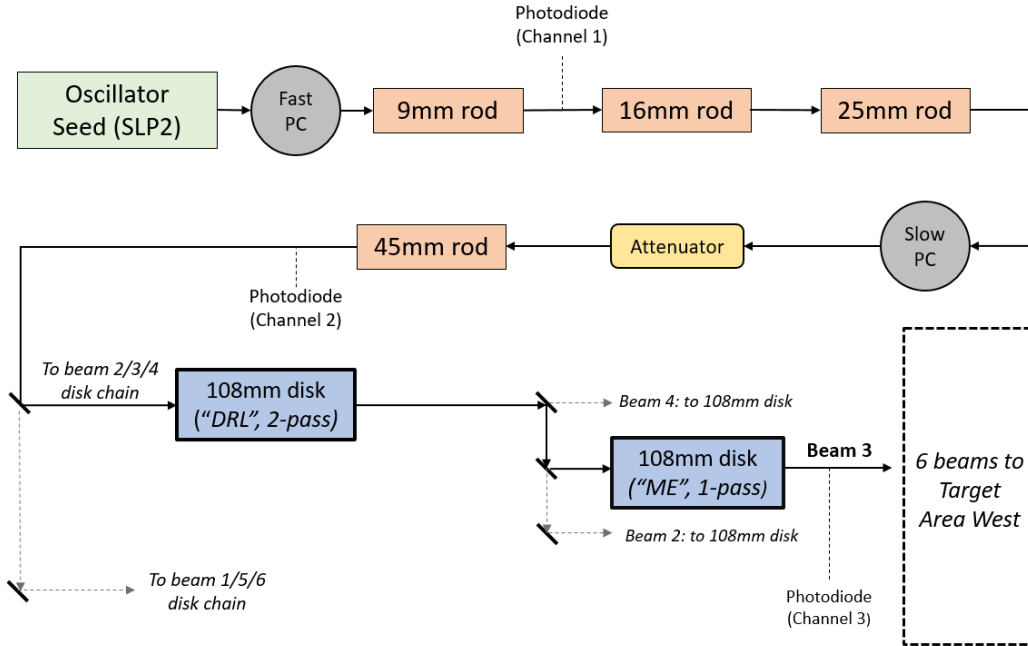 Photodiode
(Channel 1)
Oscillator
Seed (SLP2)
Fast
PC
9mm rod
16mm rod
25mm rod
45mm rod
Attenuator
Slow
PC
Photodiode
(Channel 2)
To beam 2/3/4
disk chain
108mm disk
(“DRL”, 2-pass)
Beam 4: to 108mm disk
108mm disk
(“ME”, 1-pass)
Beam 3
6 beams to
Target
Area West
Beam 2: to 108mm disk
To beam 1/5/6
disk chain
Photodiode
(Channel 3)